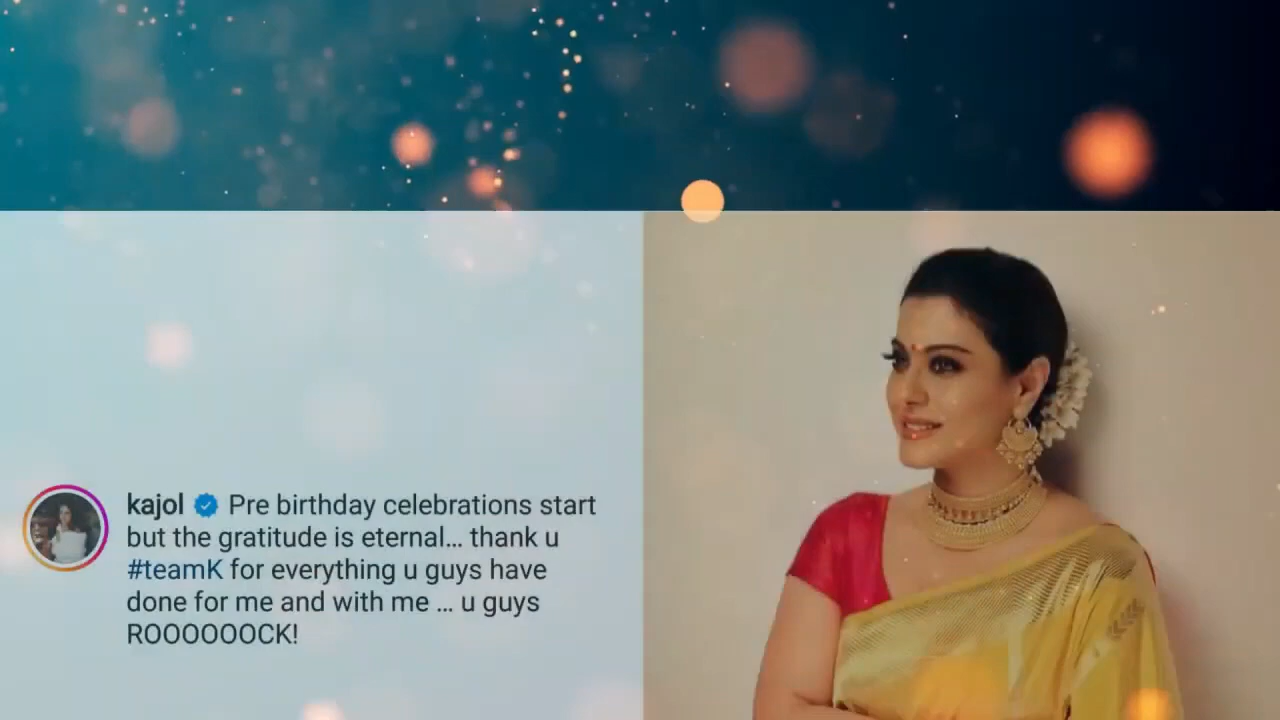 kajol Pre birthday celebrations start
but the gratitude is eternal... thank u
#teamK for everything u guys have
done for me and with me ... u guys
ROOOOOOCK!